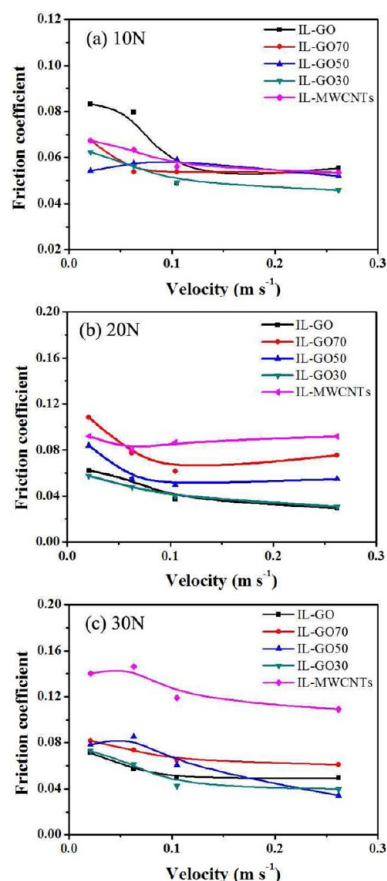 (a) 10N
IL-GO
IL-GO70
IL-GO50
IL-GO30
IL-MWCNTs
Friction coefficient
0.12
0.10
0.08
0.06
0.04
0.02
0.0 0.1 0.2 0.3
Velocity (m s⁻¹)
(b) 20N
IL-GO
IL-GO70
IL-GO50
IL-GO30
IL-MWCNTs
Friction coefficient
0.20
0.16
0.12
0.08
0.04
0.00
0.0 0.1 0.2 0.3
Velocity (m s⁻¹)
(c) 30N
IL-GO
IL-GO70
IL-GO50
IL-GO30
IL-MWCNTs
Friction coefficient
0.20
0.16
0.12
0.08
0.04
0.00
0.0 0.1 0.2 0.3
Velocity (m s⁻¹)